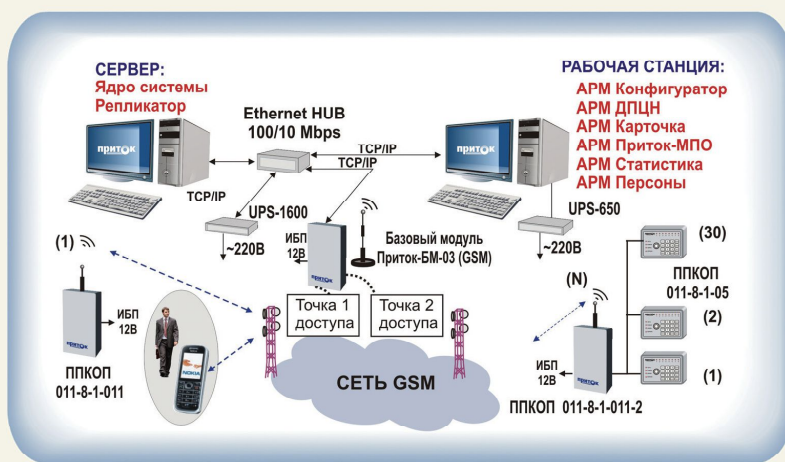 СЕРВЕР:
Ядро системы
Репликатор
приток
Ethernet HUB
100/10 Mbps
TCP/IP
TCP/IP
TCP/IP
UPS-1600
~220В
РАБОЧАЯ СТАНЦИЯ:
АРМ Конфигуратор
АРМ ДПЦН
АРМ Карточка
АРМ Приток-МПО
АРМ Статистика
АРМ Персоны
приток
UPS-650
~220В
ИБП
12В
приток
Базовый модуль
Приток-БМ-03 (GSM)
(1)
приток
ИБП
12В
ППКОП
011-8-1-011
NOKIA
Точка 1
доступа
Точка 2
доступа
СЕТЬ GSM
(N)
приток
ИБП
12В
ППКОП 011-8-1-011-2
(30)
ППКОП
011-8-1-05
(2)
(1)